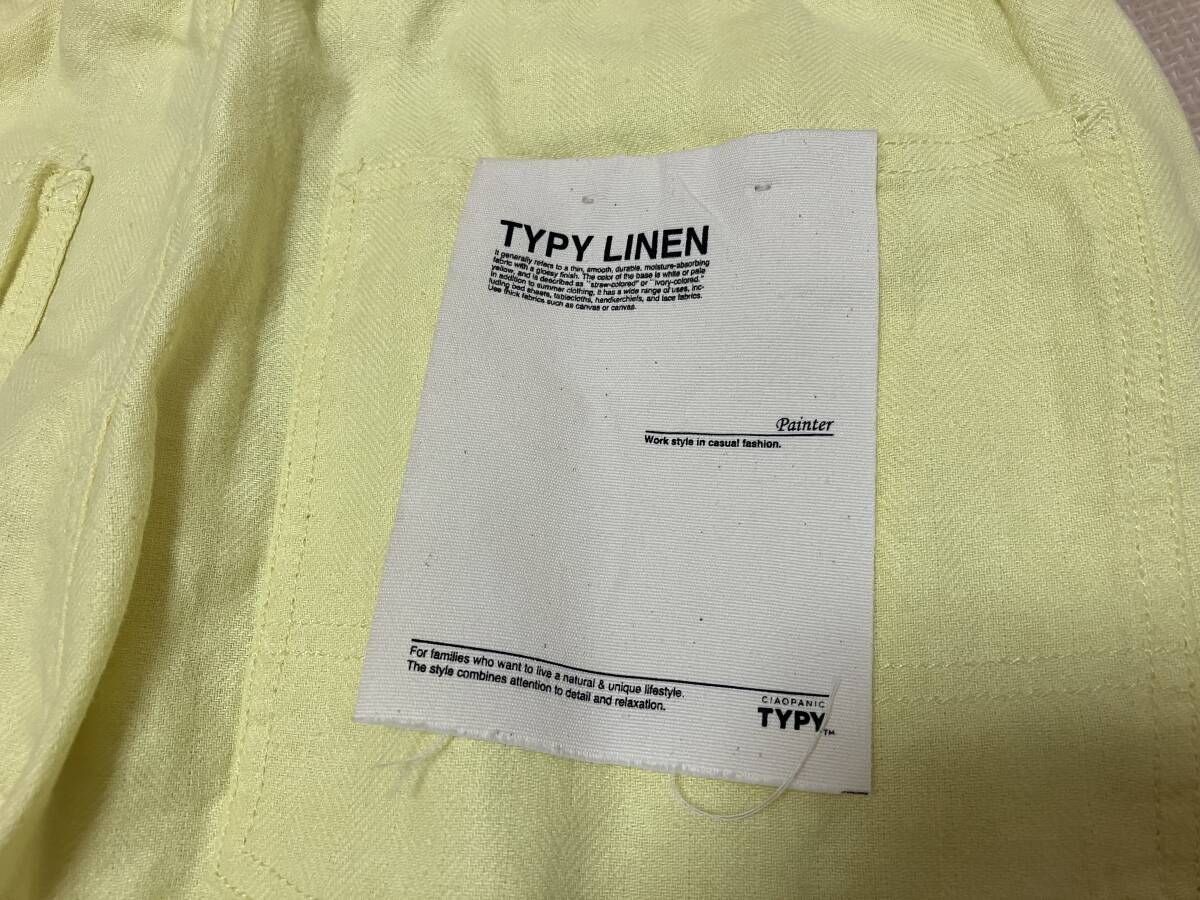 TYPY LINEN
It generally refers to a thin, smooth, durable, moisture-absorbing
fabric with a glossy finish. The color of the base is white or pale
yellow, and is described as "straw-colored" or "ivory-colored."
In addition to summer clothing, it has a wide range of uses, inc-
luding bed sheets, tablecloths, handkerchiefs, and lace fabrics.
Use thick fabrics such as canvas or canvas.
Painter
Work style in casual fashion.
For families who want to live a natural & unique lifestyle.
The style combines attention to detail and relaxation.
CIAOPANIC
TYPY TM